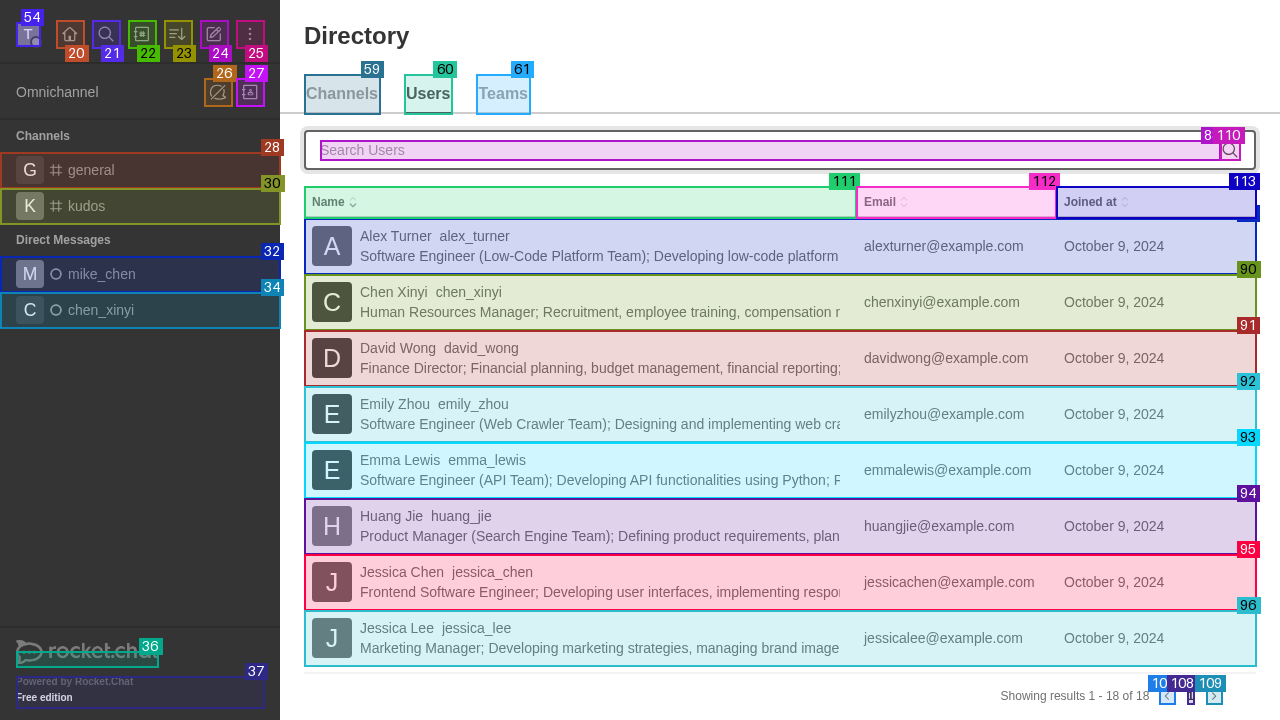 54
T
20
21
22
23
24
25
Omnichannel
26
27
Channels
28
G general
30
K kudos
Direct Messages
32
M mike_chen
34
C chen_xinyi
36
rocket.chat
37
Powered by Rocket.Chat
Free edition
Directory
59
60
61
Channels
Users
Teams
Search Users
8
110
111
112
113
Name
Email
Joined at
A
Alex Turner alex_turner
Software Engineer (Low-Code Platform Team); Developing low-code platform
alexturner@example.com
October 9, 2024
90
C
Chen Xinyi chen_xinyi
Human Resources Manager; Recruitment, employee training, compensation r
chenxinyi@example.com
October 9, 2024
91
D
David Wong david_wong
Finance Director; Financial planning, budget management, financial reporting;
davidwong@example.com
October 9, 2024
92
E
Emily Zhou emily_zhou
Software Engineer (Web Crawler Team); Designing and implementing web cra
emilyzhou@example.com
October 9, 2024
93
E
Emma Lewis emma_lewis
Software Engineer (API Team); Developing API functionalities using Python; F
emmalewis@example.com
October 9, 2024
94
H
Huang Jie huang_jie
Product Manager (Search Engine Team); Defining product requirements, plan
huangjie@example.com
October 9, 2024
95
J
Jessica Chen jessica_chen
Frontend Software Engineer; Developing user interfaces, implementing respo
jessicachen@example.com
October 9, 2024
96
J
Jessica Lee jessica_lee
Marketing Manager; Developing marketing strategies, managing brand image
jessicalee@example.com
October 9, 2024
10
108
109
Showing results 1 - 18 of 18